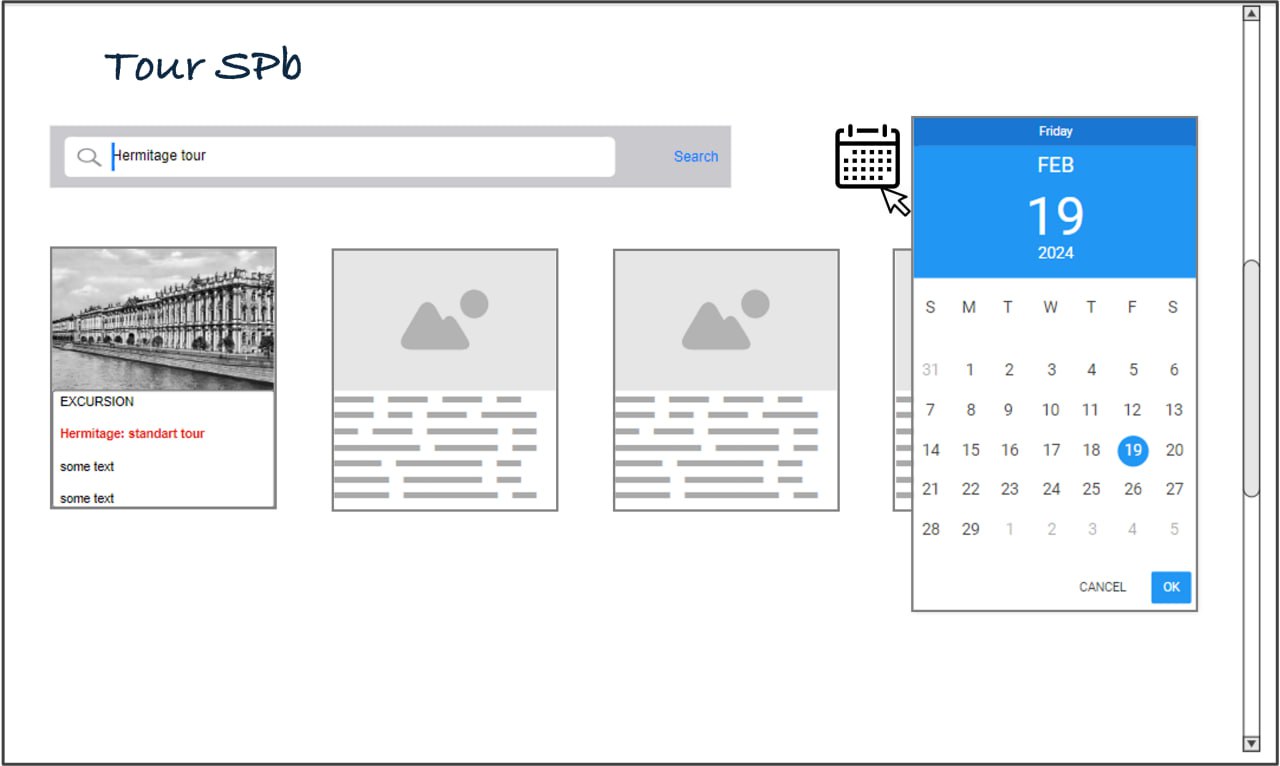 Tour SPb
Hermitage tour
Search
EXCURSION
Hermitage: standart tour
some text
some text
Friday
FEB
19
2024
S M T W T F S
31 1 2 3 4 5 6
7 8 9 10 11 12 13
14 15 16 17 18 19 20
21 22 23 24 25 26 27
28 29 1 2 3 4 5
CANCEL OK